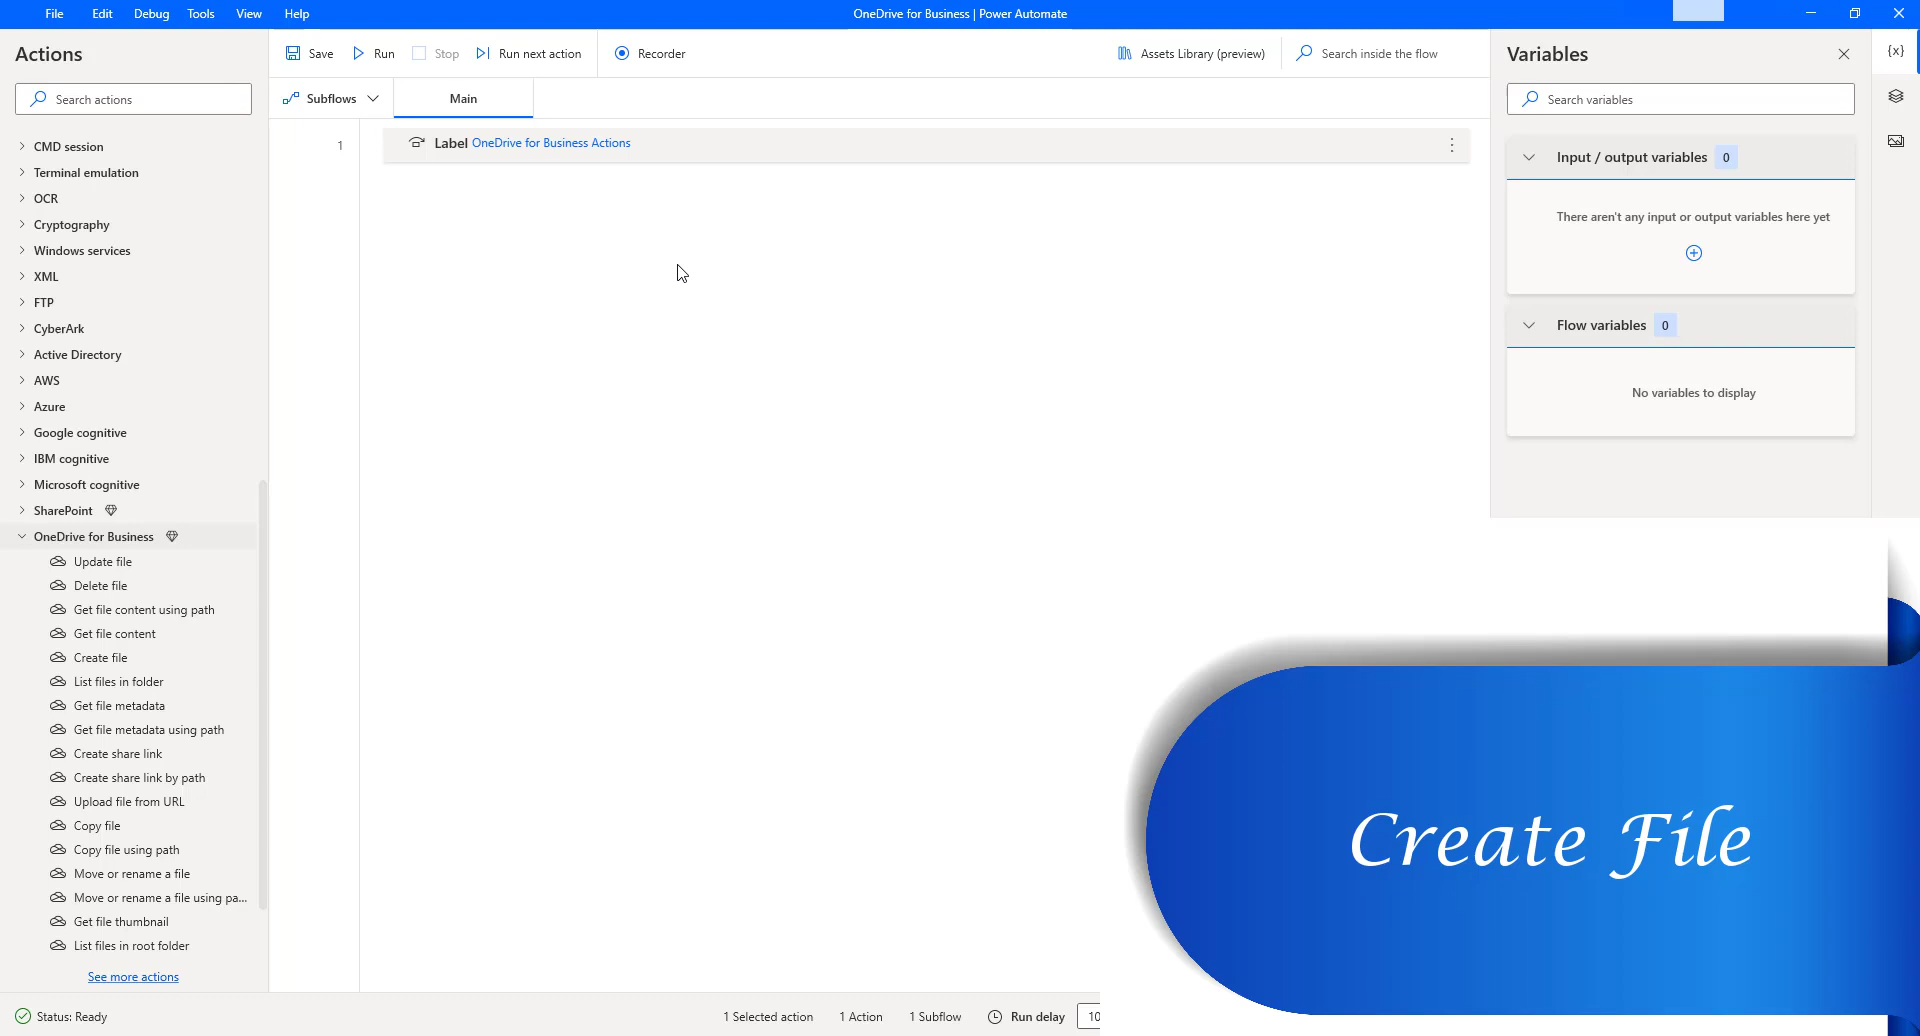 File Edit Debug Tools View Help
OneDrive for Business | Power Automate
Actions
Search actions
CMD session
Terminal emulation
OCR
Cryptography
Windows services
XML
FTP
CyberArk
Active Directory
AWS
Azure
Google cognitive
IBM cognitive
Microsoft cognitive
SharePoint
OneDrive for Business
Update file
Delete file
Get file content using path
Get file content
Create file
List files in folder
Get file metadata
Get file metadata using path
Create share link
Create share link by path
Upload file from URL
Copy file
Copy file using path
Move or rename a file
Move or rename a file using pa...
Get file thumbnail
List files in root folder
See more actions
Save Run Stop Run next action Recorder
Assets Library (preview) Search inside the flow
Subflows Main
1 Label OneDrive for Business Actions
Variables
{x}
Search variables
Input / output variables 0
There aren't any input or output variables here yet
Flow variables 0
No variables to display
Create File
Status: Ready 1 Selected action 1 Action 1 Subflow Run delay 10